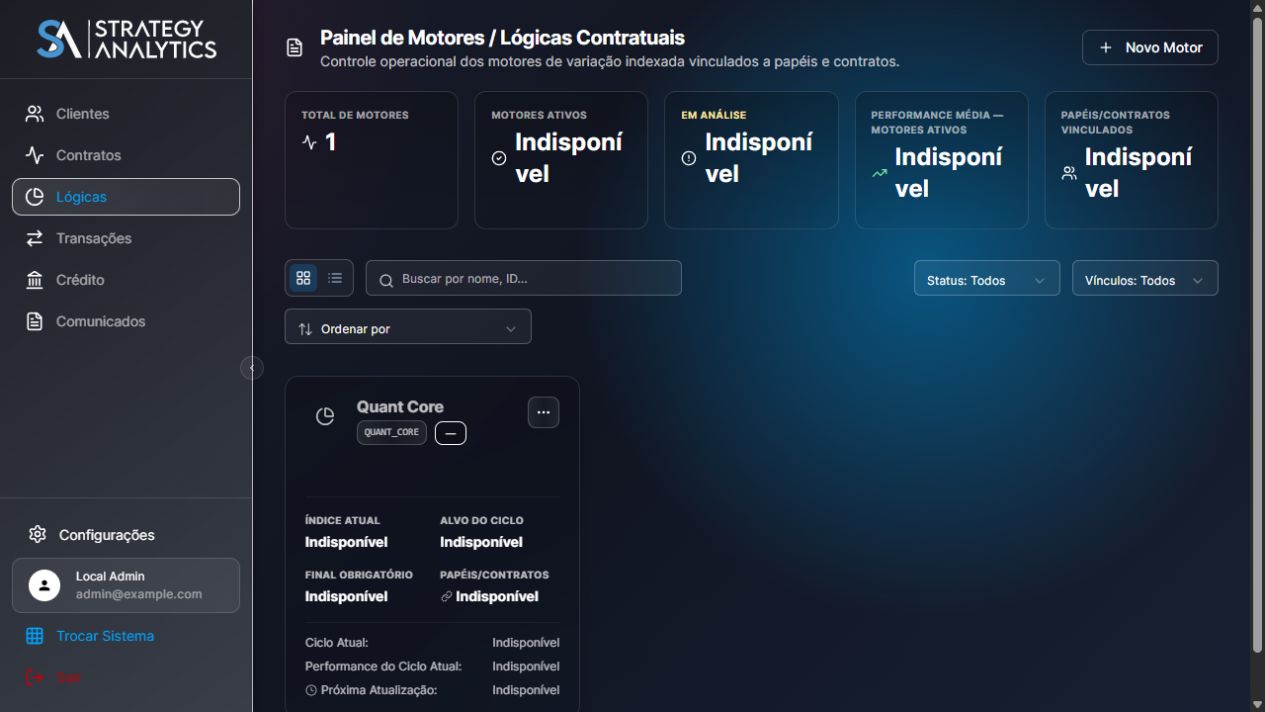 STRATEGY
ANALYTICS
Clientes
Contratos
Lógicas
Transações
Crédito
Comunicados
Configurações
Local Admin
admin@example.com
Trocar Sistema
Sair
Painel de Motores / Lógicas Contratuais
Controle operacional dos motores de variação indexada vinculados a papéis e contratos.
+ Novo Motor
TOTAL DE MOTORES
1
MOTORES ATIVOS
Indisponí
vel
EM ANÁLISE
Indisponí
vel
PERFORMANCE MÉDIA —
MOTORES ATIVOS
Indisponí
vel
PAPÉIS/CONTRATOS
VINCULADOS
Indisponí
vel
Buscar por nome, ID...
Status: Todos
Vínculos: Todos
Ordenar por
Quant Core
QUANT_CORE
—
ÍNDICE ATUAL
Indisponível
ALVO DO CICLO
Indisponível
FINAL OBRIGATÓRIO
Indisponível
PAPÉIS/CONTRATOS
Indisponível
Ciclo Atual: Indisponível
Performance do Ciclo Atual: Indisponível
Próxima Atualização: Indisponível